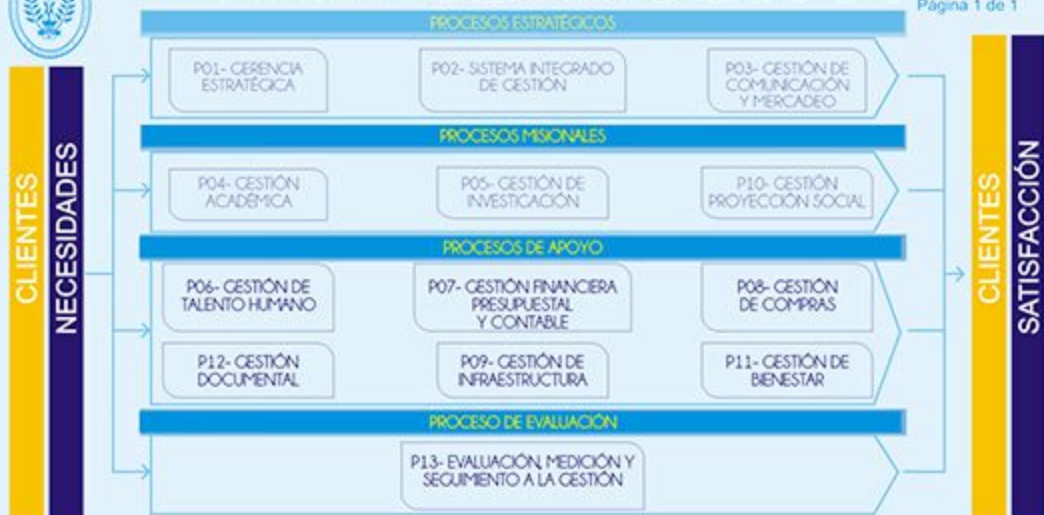 Página 1 de 1
PROCESOS ESTRATÉGICOS
P01- GERENCIA
ESTRATÉGICA
P02- SISTEMA INTEGRADO
DE GESTIÓN
P03- GESTIÓN DE
COMUNICACIÓN
Y MERCADEO
PROCESOS MISIONALES
P04- GESTIÓN
ACADÉMICA
P05- GESTIÓN DE
INVESTIGACIÓN
P10- GESTIÓN
PROYECCIÓN SOCIAL
PROCESOS DE APOYO
P06- GESTIÓN DE
TALENTO HUMANO
P07- GESTIÓN FINANCIERA
PRESUPUESTAL
Y CONTABLE
P08- GESTIÓN
DE COMPRAS
P12- GESTIÓN
DOCUMENTAL
P09- GESTIÓN DE
INFRAESTRUCTURA
P11- GESTIÓN DE
BIENESTAR
PROCESO DE EVALUACIÓN
P13- EVALUACIÓN, MEDICIÓN Y
SEGUIMIENTO A LA GESTIÓN
CLIENTES
NECESIDADES
CLIENTES
SATISFACCIÓN